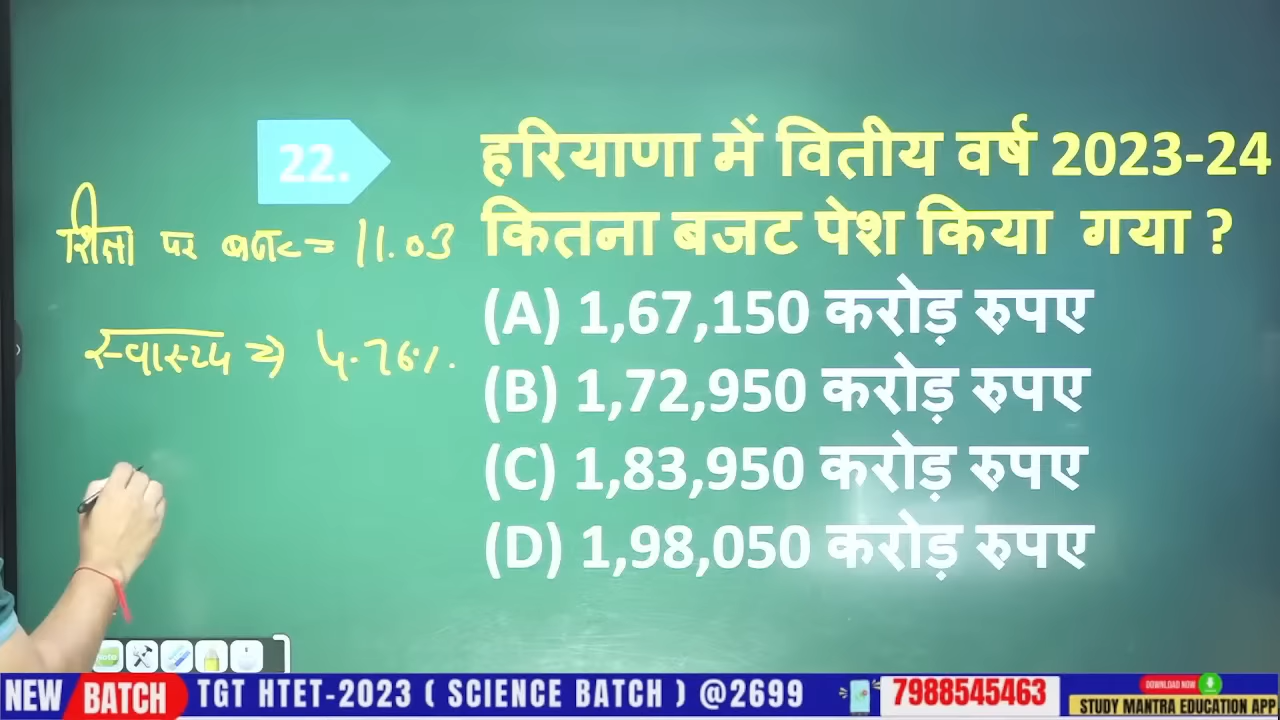 22.
हरियाणा में वितीय वर्ष 2023-24
कितना बजट पेश किया गया ?
(A) 1,67,150 करोड़ रुपए
(B) 1,72,950 करोड़ रुपए
(C) 1,83,950 करोड़ रुपए
(D) 1,98,050 करोड़ रुपए
शिक्षा पर बजट = 11.03
स्वास्थ्य ⇒ 4.76%.
NEW BATCH TGT HTET-2023 ( SCIENCE BATCH ) @2699 7988545463
DOWNLOAD NOW
STUDY MANTRA EDUCATION APP